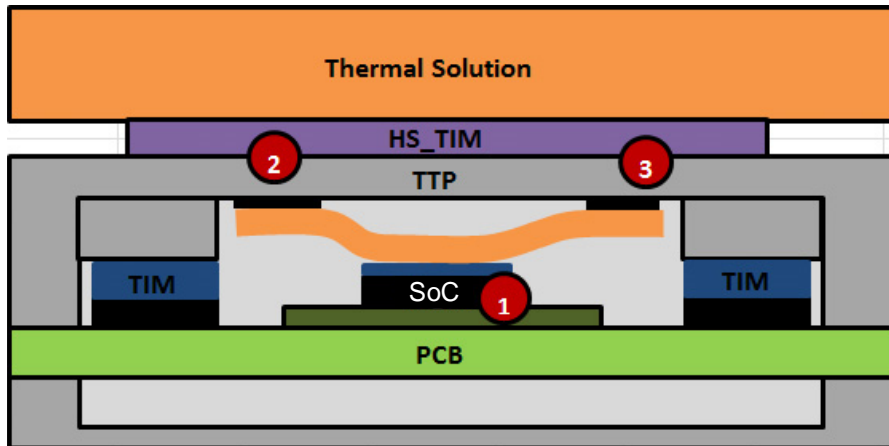 Thermal Solution
HS_TIM
2
3
TTP
TIM
SoC
TIM
1
PCB